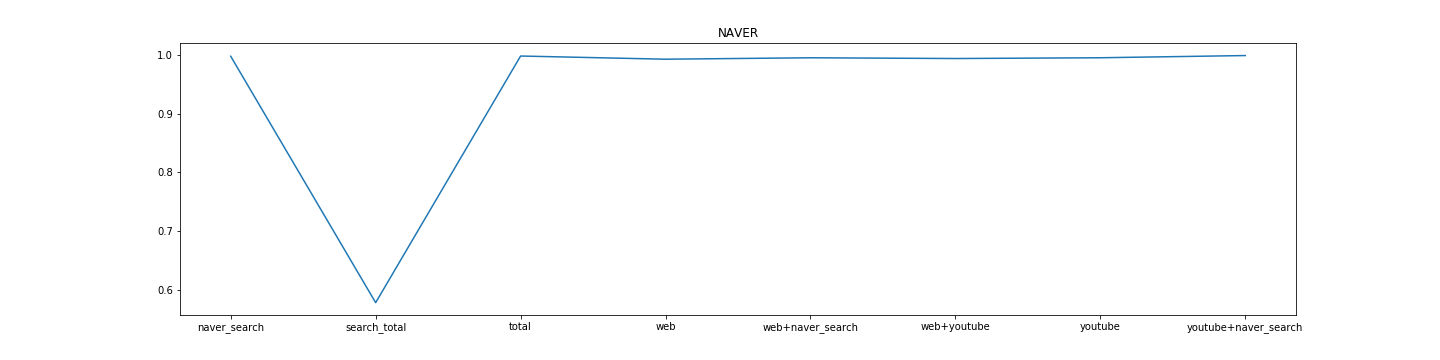 NAVER
1.0
0.9
0.8
0.7
0.6
naver_search search_total total web web+naver_search web+youtube youtube youtube+naver_search